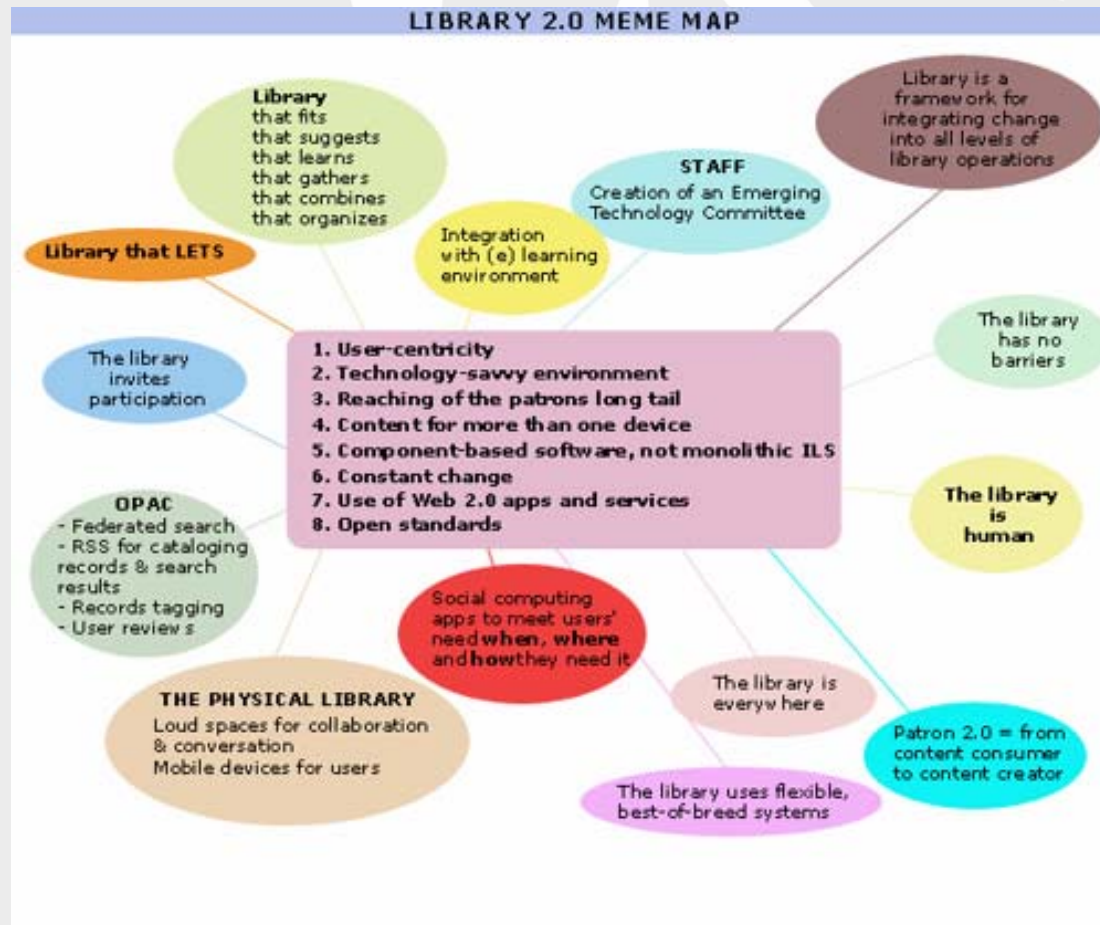 LIBRARY 2.0 MEME MAP
Library
that fits
that suggests
that learns
that gathers
that combines
that organizes
Library is a
framework for
integrating change
into all levels of
library operations
STAFF
Creation of an Emerging
Technology Committee
Integration
with (e) learning
environment
Library that LETS
The library
has no
barriers
The library
invites
participation
1. User-centricity
2. Technology-savvy environment
3. Reaching of the patrons long tail
4. Content for more than one device
5. Component-based software, not monolithic ILS
6. Constant change
7. Use of Web 2.0 apps and services
8. Open standards
The library
is
human
OPAC
- Federated search
- RSS for cataloging
records & search
results
- Records tagging
- User reviews
Social computing
apps to meet users'
need when, where
and how they need it
THE PHYSICAL LIBRARY
Loud spaces for collaboration
& conversation
Mobile devices for users
The library is
everywhere
Patron 2.0 = from
content consumer
to content creator
The library uses flexible,
best-of-breed systems